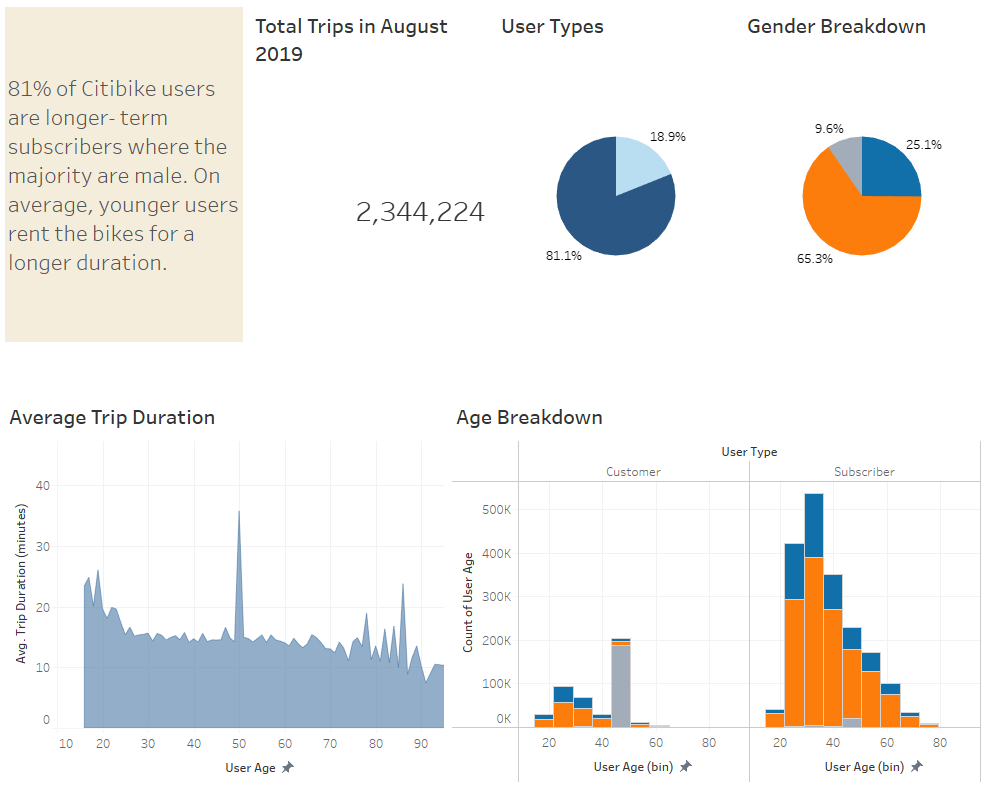 81% of Citibike users
are longer- term
subscribers where the
majority are male. On
average, younger users
rent the bikes for a
longer duration.
Total Trips in August
2019
2,344,224
User Types
18.9%
81.1%
Gender Breakdown
9.6%
25.1%
65.3%
Average Trip Duration
Avg. Trip Duration (minutes)
40
30
20
10
0
10 20 30 40 50 60 70 80 90
User Age
Age Breakdown
User Type
Customer Subscriber
Count of User Age
500K
400K
300K
200K
100K
0K
20 40 60 80 20 40 60 80
User Age (bin) User Age (bin)